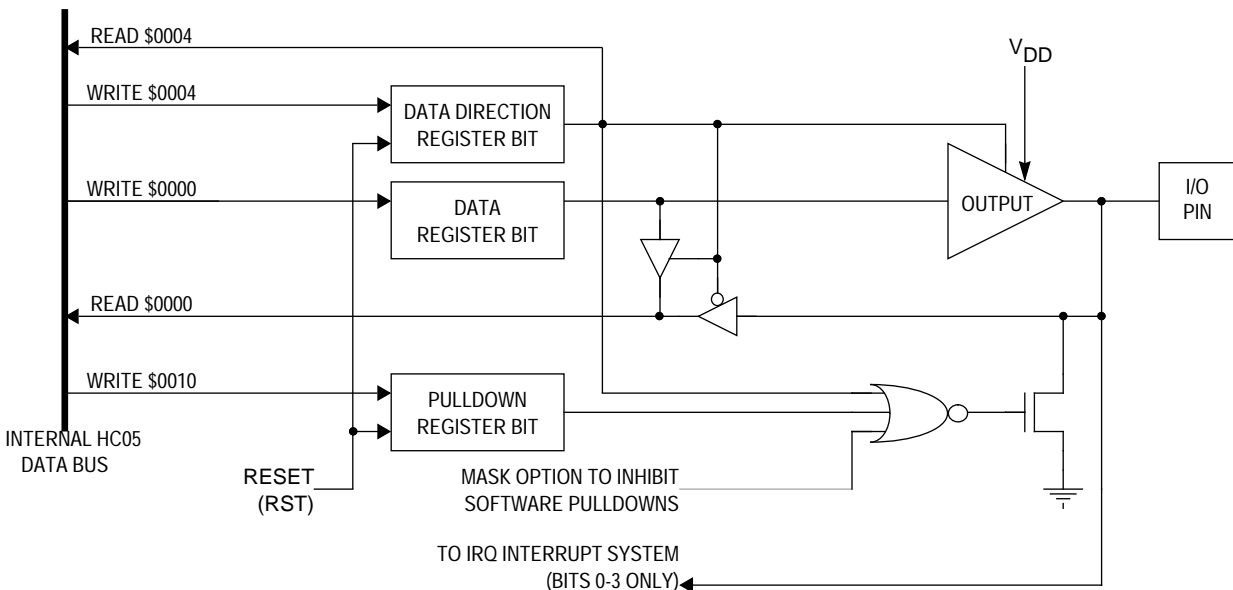 READ $0004
V DD
WRITE $0004
DATA DIRECTION
REGISTER BIT
WRITE $0000
DATA
REGISTER BIT
OUTPUT
I/O
PIN
READ $0000
WRITE $0010
PULLDOWN
REGISTER BIT
INTERNAL HC05
DATA BUS
RESET
(RST)
MASK OPTION TO INHIBIT
SOFTWARE PULLDOWNS
TO IRQ INTERRUPT SYSTEM
(BITS 0-3 ONLY)